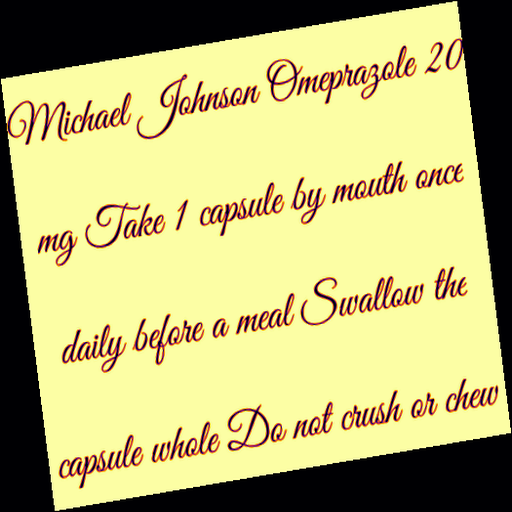 Michael Johnson Omeprazole 20
mg Take 1 capsule by mouth once
daily before a meal Swallow the
capsule whole Do not crush or chew